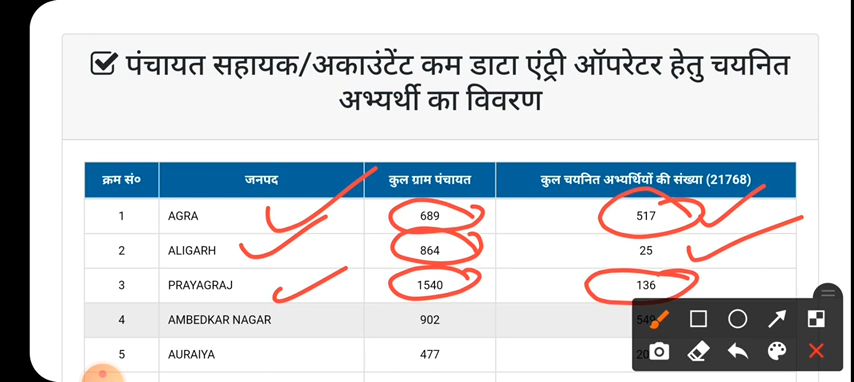 पंचायत सहायक/अकाउंटेंट कम डाटा एंट्री ऑपरेटर हेतु चयनित
अभ्यर्थी का विवरण
क्रम सं० जनपद कुल ग्राम पंचायत कुल चयनित अभ्यर्थियों की संख्या (21768)
1 AGRA 689 517
2 ALIGARH 864 25
3 PRAYAGRAJ 1540 136
4 AMBEDKAR NAGAR 902
5 AURAIYA 477